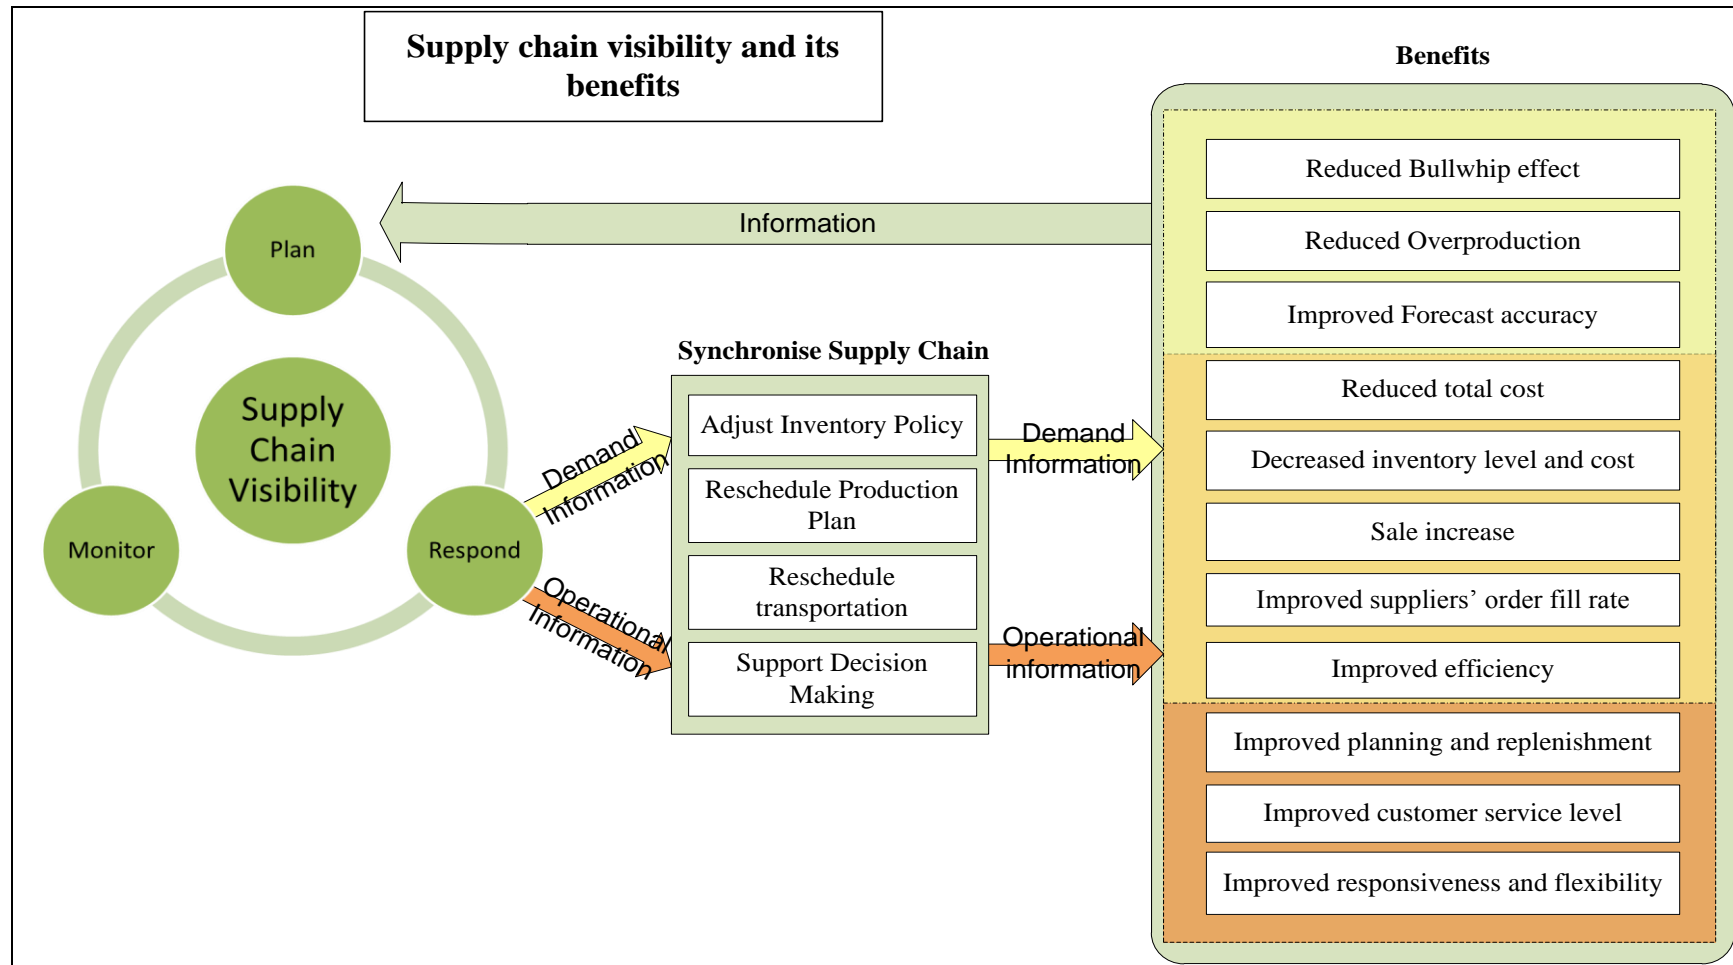 Supply chain visibility and its
benefits
Benefits
Plan
Supply
Chain
Visibility
Monitor
Respond
Information
Demand
Information
Operational
Information
Synchronise Supply Chain
Adjust Inventory Policy
Reschedule Production
Plan
Reschedule
transportation
Support Decision
Making
Demand
Information
Operational
information
Reduced Bullwhip effect
Reduced Overproduction
Improved Forecast accuracy
Reduced total cost
Decreased inventory level and cost
Sale increase
Improved suppliers’ order fill rate
Improved efficiency
Improved planning and replenishment
Improved customer service level
Improved responsiveness and flexibility